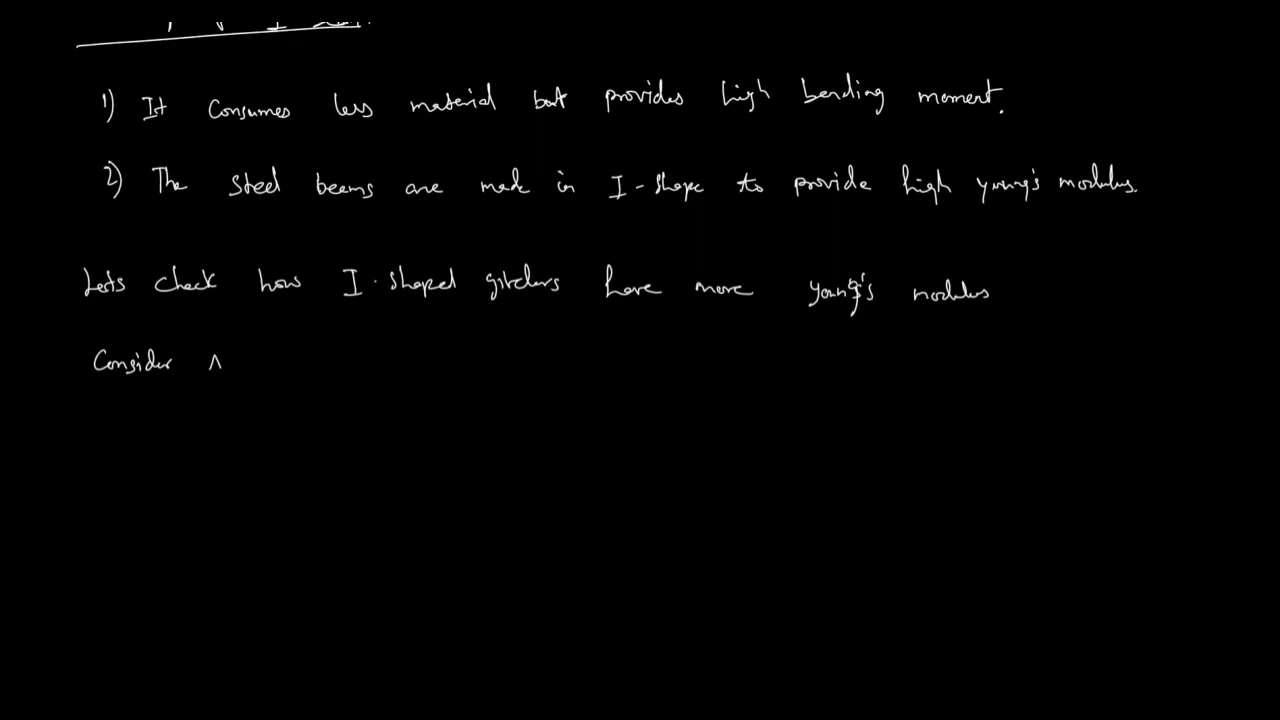 1) It consumes less material but provides high bending moment.
2) The steel beams are made in I-shape to provide high young's modulus.
Lets check how I-shaped girders have more young's modulus
Consider